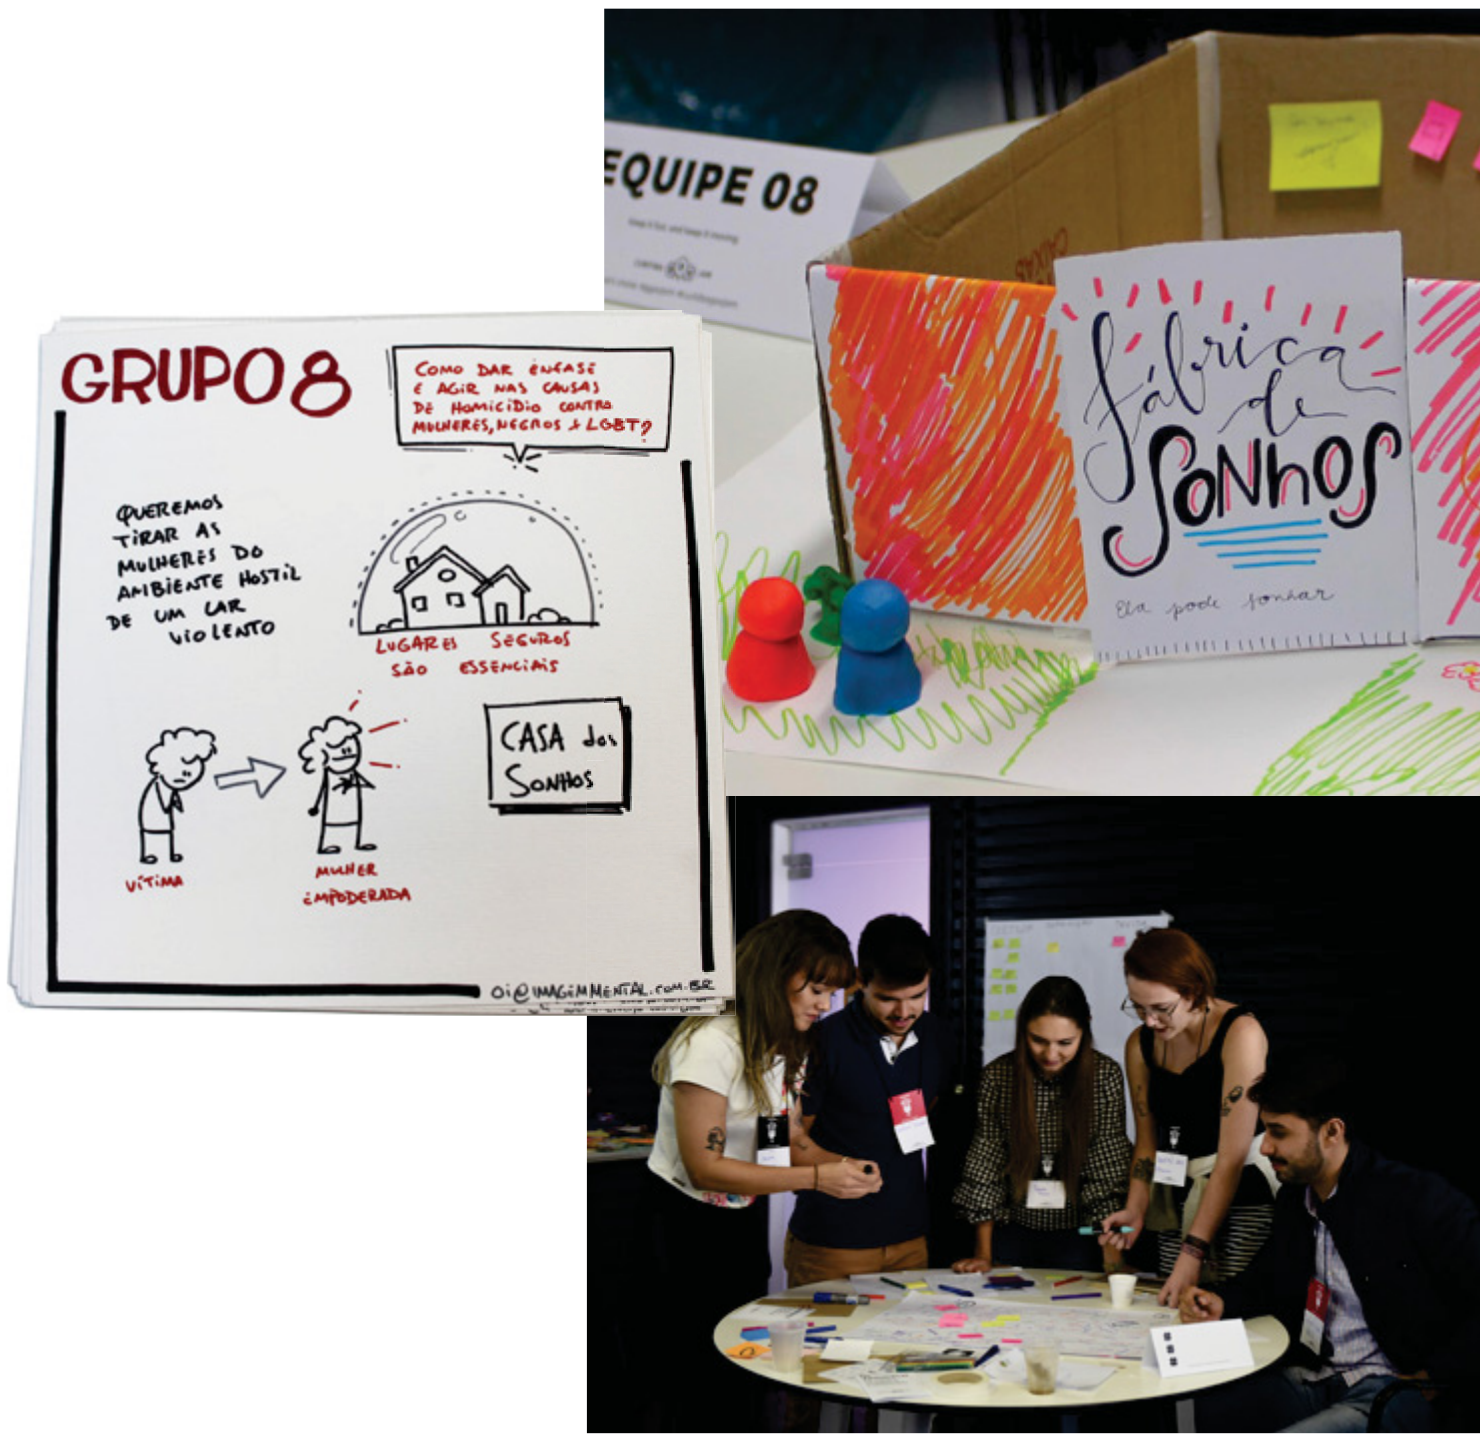 GRUPO 8
COMO DAR ÊNFASE
E AGIR NAS CAUSAS
DE HOMICÍDIO CONTRA
MULHERES, NEGROS + LGBT?
QUEREMOS
TIRAR AS
MULHERES DO
AMBIENTE HOSTIL
DE UM LAR
VIOLENTO
LUGARES SEGUROS
SÃO ESSENCIAIS
CASA dos
SONHOS
VÍTIMA
MULHER
EMPODERADA
oi@IMAGEMMENTAL.COM.BR
EQUIPE 08
CAIXAS
fábrica
de
SONhOS
Ela pode sonhar